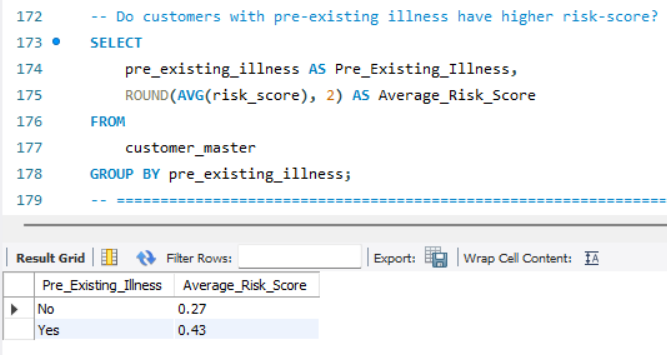 172 -- Do customers with pre-existing illness have higher risk-score?
173 SELECT
174 pre_existing_illness AS Pre_Existing_Illness,
175 ROUND(AVG(risk_score), 2) AS Average_Risk_Score
176 FROM
177 customer_master
178 GROUP BY pre_existing_illness;
179 -- ================================================================
Result Grid Filter Rows: Export: Wrap Cell Content: IA
Pre_Existing_Illness Average_Risk_Score
No 0.27
Yes 0.43